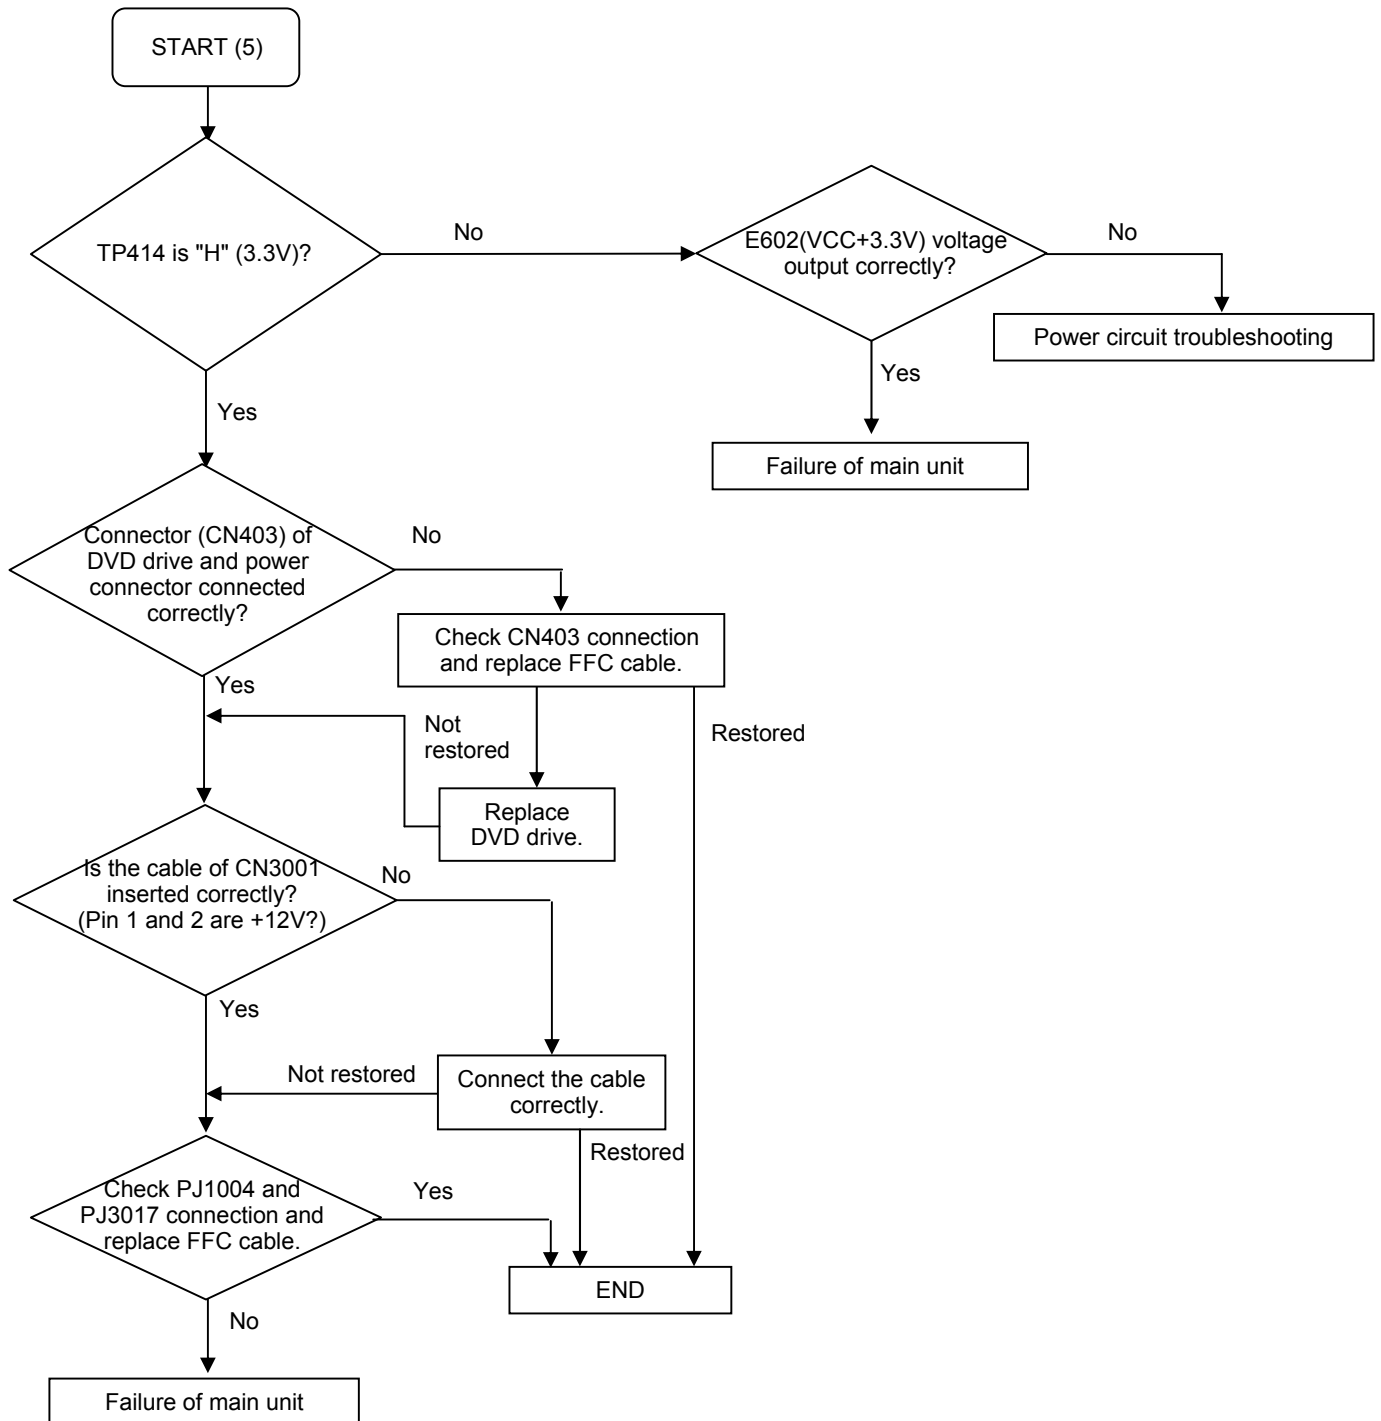 START (5)
TP414 is "H" (3.3V)?
No
E602(VCC+3.3V) voltage
output correctly?
No
Power circuit troubleshooting
Yes
Failure of main unit
Yes
Connector (CN403) of
DVD drive and power
connector connected
correctly?
No
Check CN403 connection
and replace FFC cable.
Yes
Not
restored
Restored
Replace
DVD drive.
Is the cable of CN3001
inserted correctly?
(Pin 1 and 2 are +12V?)
No
Yes
Not restored
Connect the cable
correctly.
Restored
Check PJ1004 and
PJ3017 connection and
replace FFC cable.
Yes
END
No
Failure of main unit